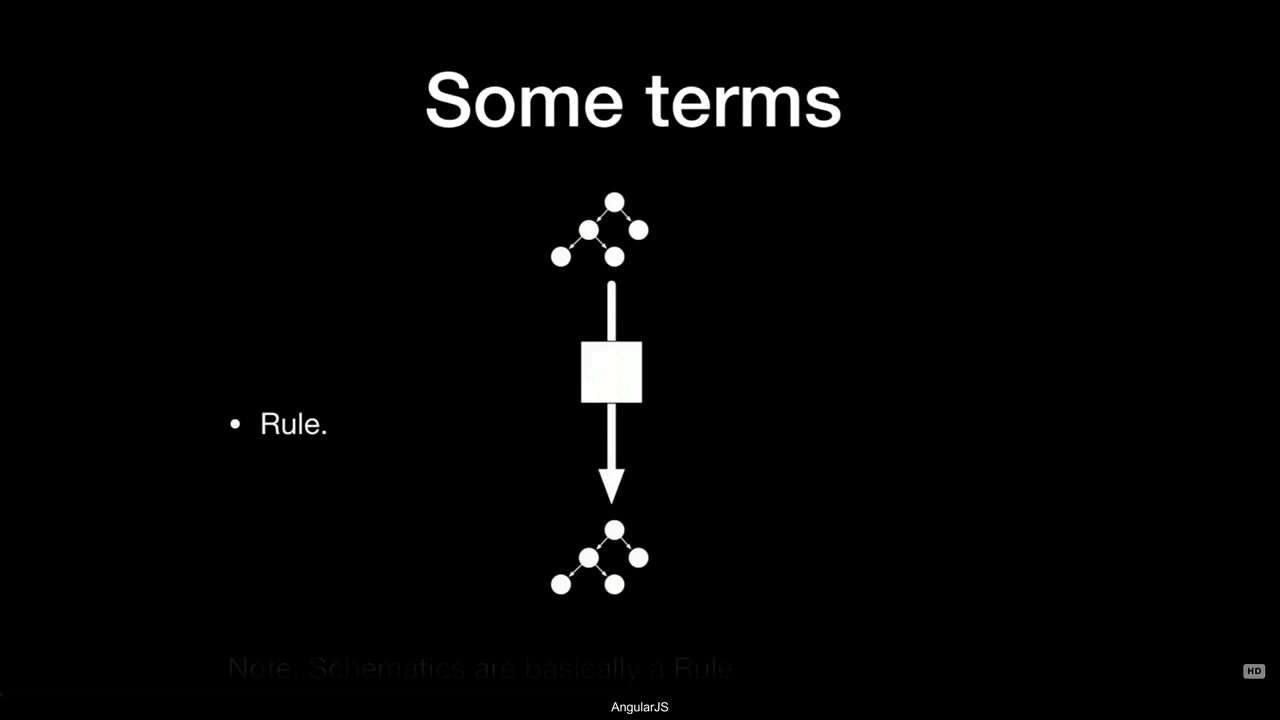 Some terms
• Rule.
Note: Schematics are basically a Rule
HD
AngularJS